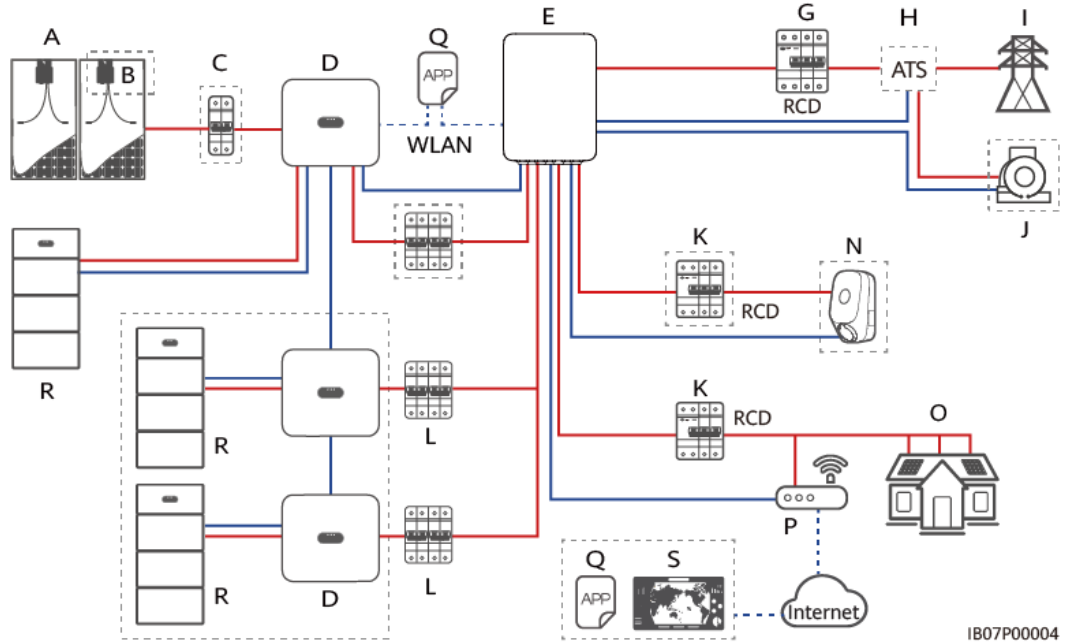 A
B
C
D
Q
APP
WLAN
E
G
RCD
H
ATS
I
J
K
RCD
N
R
R
L
K
RCD
O
P
R
D
L
Q
APP
S
Internet
IB07P00004